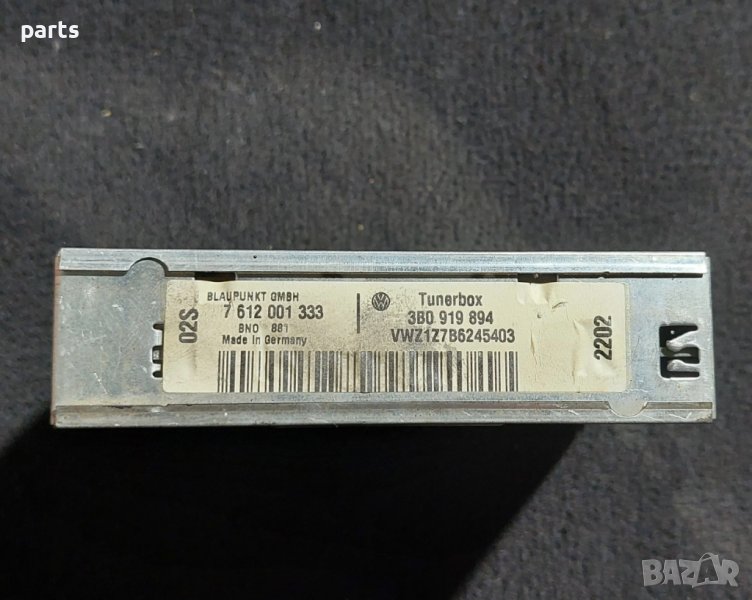 parts
02S
BLAUPUNKT GMBH
7 612 001 333
BNO 881
Made in Germany
Tunerbox
3B0 919 894
VWZ1Z7B6245403
2202
BAZAR